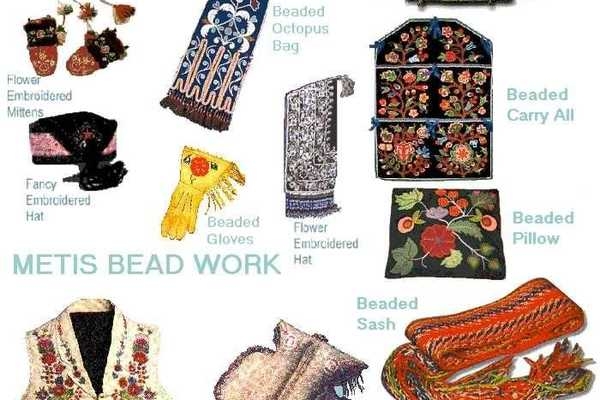 Beaded
Octopus
Bag
Flower
Embroidered
Mittens
Beaded
Carry All
Fancy
Embroidered
Hat
Beaded
Gloves
Flower
Embroidered
Hat
Beaded
Pillow
METIS BEAD WORK
Beaded
Sash